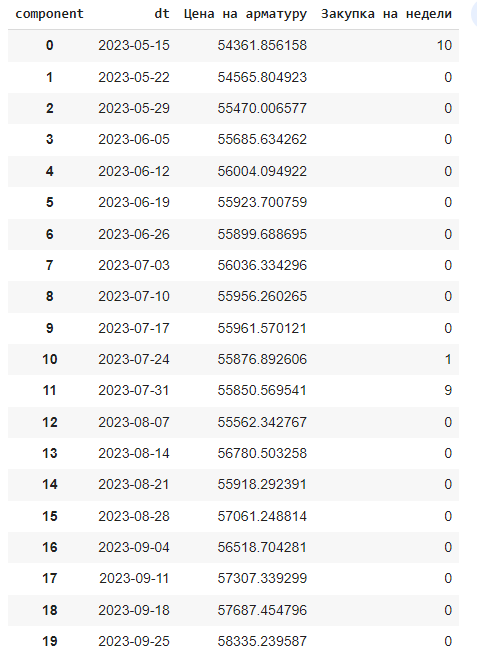 component dt Цена на арматуру Закупка на недели
0 2023-05-15 54361.856158 10
1 2023-05-22 54565.804923 0
2 2023-05-29 55470.006577 0
3 2023-06-05 55685.634262 0
4 2023-06-12 56004.094922 0
5 2023-06-19 55923.700759 0
6 2023-06-26 55899.688695 0
7 2023-07-03 56036.334296 0
8 2023-07-10 55956.260265 0
9 2023-07-17 55961.570121 0
10 2023-07-24 55876.892606 1
11 2023-07-31 55850.569541 9
12 2023-08-07 55562.342767 0
13 2023-08-14 56780.503258 0
14 2023-08-21 55918.292391 0
15 2023-08-28 57061.248814 0
16 2023-09-04 56518.704281 0
17 2023-09-11 57307.339299 0
18 2023-09-18 57687.454796 0
19 2023-09-25 58335.239587 0